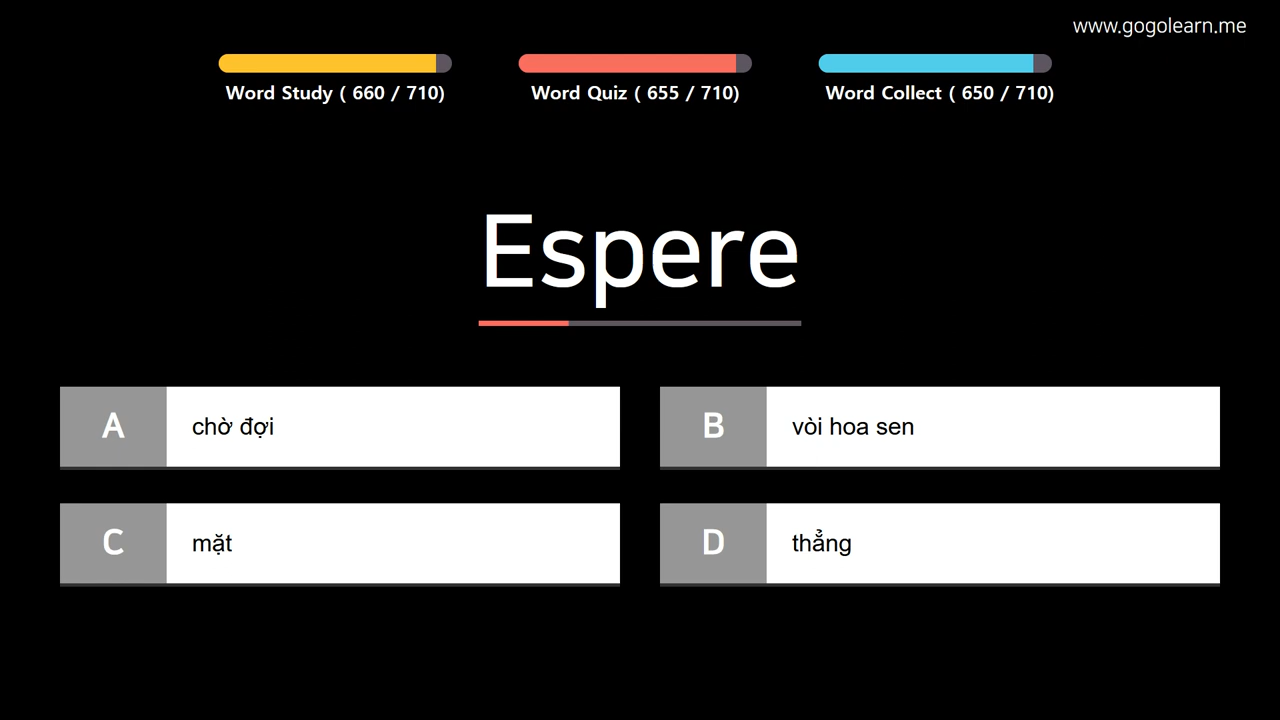 www.gogolearn.me
Word Study ( 660 / 710)
Word Quiz ( 655 / 710)
Word Collect ( 650 / 710)
Espere
A
chờ đợi
B
vòi hoa sen
C
mặt
D
thẳng